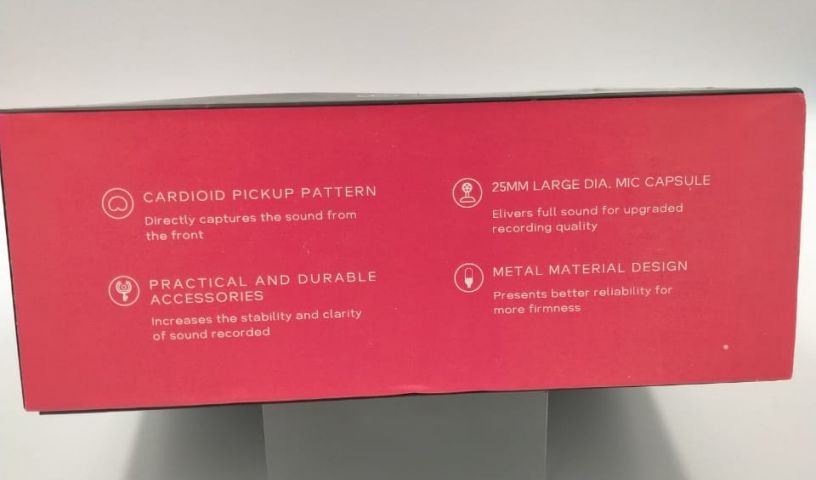 CARDIOID PICKUP PATTERN
Directly captures the sound from
the front
PRACTICAL AND DURABLE
ACCESSORIES
Increases the stability and clarity
of sound recorded
25MM LARGE DIA. MIC CAPSULE
Elivers full sound for upgraded
recording quality
METAL MATERIAL DESIGN
Presents better reliability for
more firmness